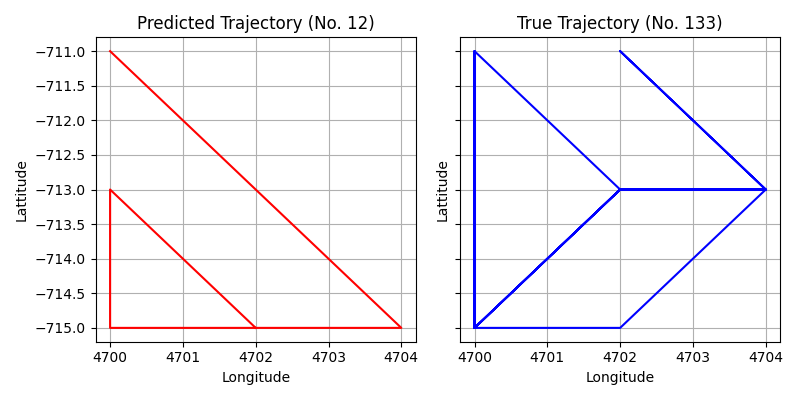 Predicted Trajectory (No. 12)
True Trajectory (No. 133)
Lattitude
−711.0
−711.5
−712.0
−712.5
−713.0
−713.5
−714.0
−714.5
−715.0
4700 4701 4702 4703 4704
Longitude
Lattitude
4700 4701 4702 4703 4704
Longitude